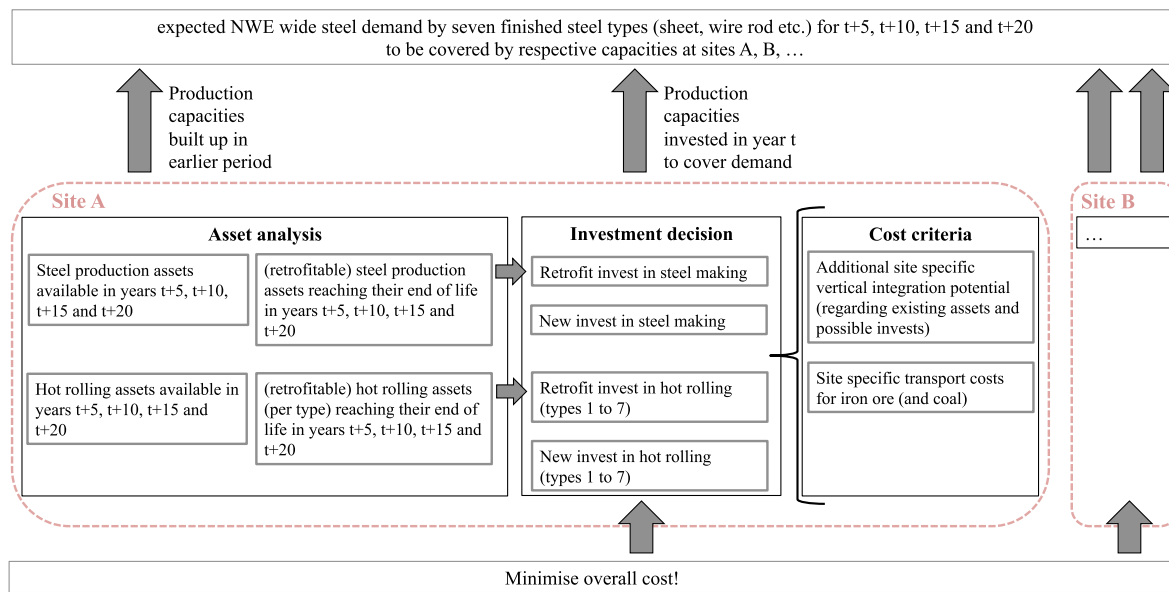 expected NWE wide steel demand by seven finished steel types (sheet, wire rod etc.) for t+5, t+10, t+15 and t+20
to be covered by respective capacities at sites A, B, …
Production
capacities
built up in
earlier period
Production
capacities
invested in year t
to cover demand
Site A
Asset analysis
Steel production assets
available in years t+5, t+10,
t+15 and t+20
(retrofitable) steel production
assets reaching their end of life
in years t+5, t+10, t+15 and
t+20
Hot rolling assets available in
years t+5, t+10, t+15 and
t+20
(retrofitable) hot rolling assets
(per type) reaching their end of
life in years t+5, t+10, t+15 and
t+20
Investment decision
Retrofit invest in steel making
New invest in steel making
Retrofit invest in hot rolling
(types 1 to 7)
New invest in hot rolling
(types 1 to 7)
Cost criteria
Additional site specific
vertical integration potential
(regarding existing assets and
possible invests)
Site specific transport costs
for iron ore (and coal)
Site B
…
Minimise overall cost!